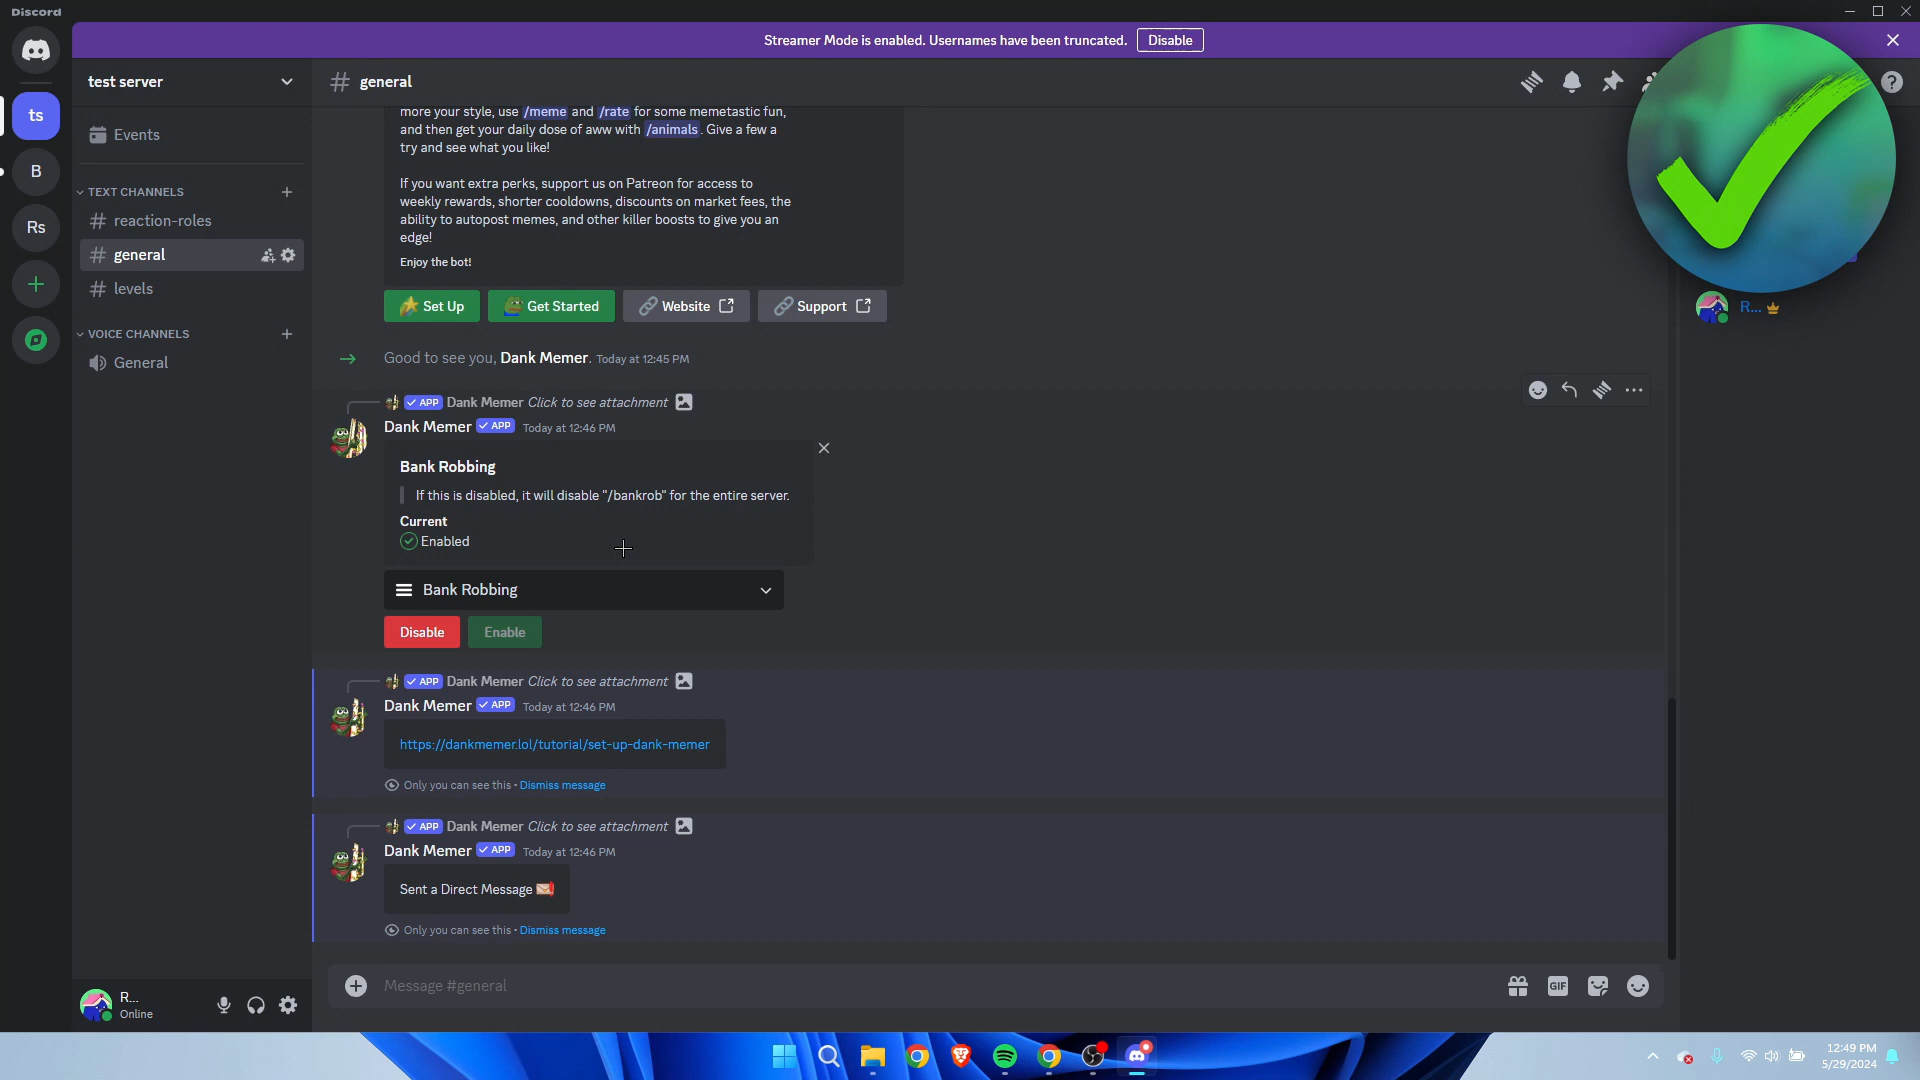 Discord
Streamer Mode is enabled. Usernames have been truncated. Disable
test server
general
ts
Events
B
TEXT CHANNELS
reaction-roles
Rs
general
levels
VOICE CHANNELS
General
more your style, use /meme and /rate for some memetastic fun,
and then get your daily dose of aww with /animals. Give a few a
try and see what you like!
If you want extra perks, support us on Patreon for access to
weekly rewards, shorter cooldowns, discounts on market fees, the
ability to autopost memes, and other killer boosts to give you an
edge!
Enjoy the bot!
Set Up Get Started Website Support
R...
Good to see you, Dank Memer. Today at 12:45 PM
APP Dank Memer Click to see attachment
Dank Memer APP Today at 12:46 PM
Bank Robbing
If this is disabled, it will disable "/bankrob" for the entire server.
Current
Enabled
Bank Robbing
Disable Enable
APP Dank Memer Click to see attachment
Dank Memer APP Today at 12:46 PM
https://dankmemer.lol/tutorial/set-up-dank-memer
Only you can see this • Dismiss message
APP Dank Memer Click to see attachment
Dank Memer APP Today at 12:46 PM
Sent a Direct Message
Only you can see this • Dismiss message
Message #general
GIF
R...
Online
12:49 PM
5/29/2024